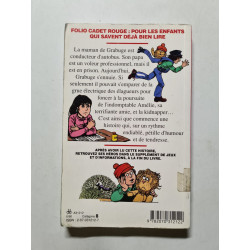 FOLIO CADET ROUGE : POUR LES ENFANTS
QUI SAVENT DÉJÀ BIEN LIRE
La maman de Grabuge est
conducteur d'autobus. Son papa
est un voleur professionnel, mais il
est en prison. Aujourd'hui,
Grabuge s'ennuie. Si
seulement il pouvait s'emparer de la
grue électrique des élagueurs pour
foncer à la poursuite
de l'indomptable Amélie, sa
terrifiante amie, et la kidnapper...
C'est ainsi que commence
une histoire qui, sur un rythme
endiablé, pétille d'humour
et de tendresse.
APRÈS AVOIR LU CETTE HISTOIRE,
RETROUVEZ SES HÉROS DANS LE SUPPLÉMENT DE JEUX
ET D'INFORMATIONS, À LA FIN DU LIVRE.